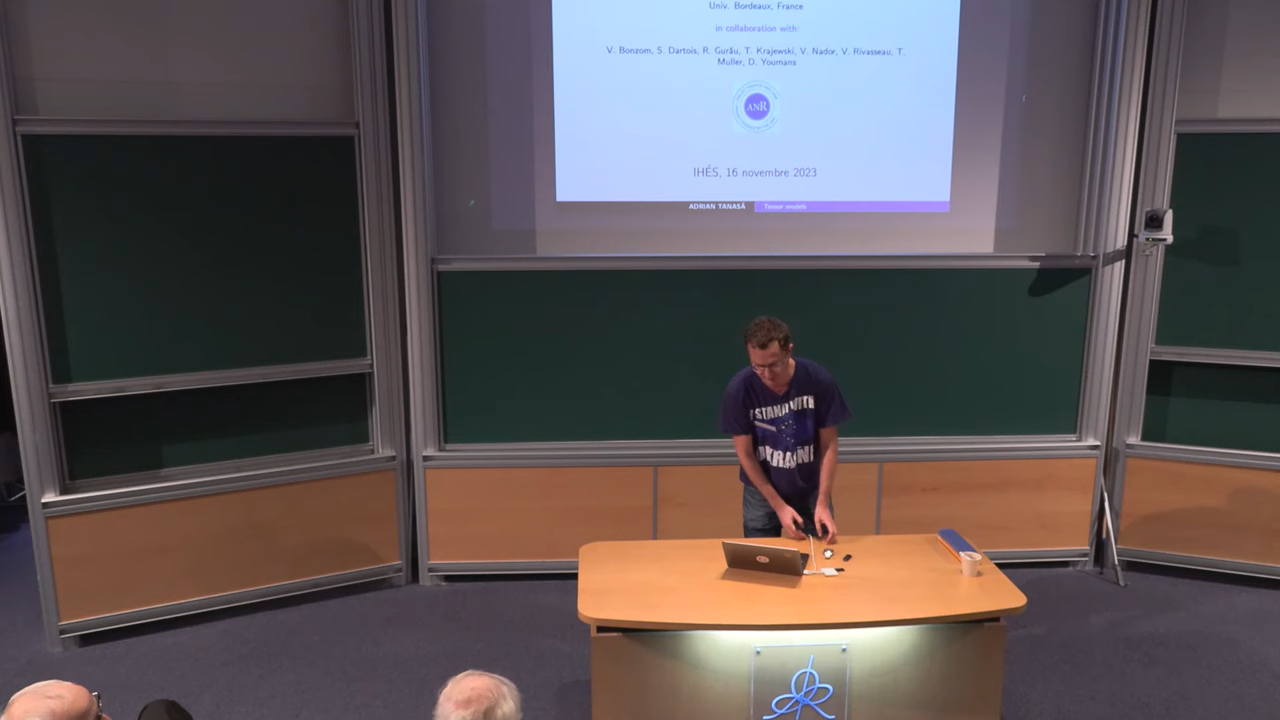 Univ. Bordeaux, France
in collaboration with:
V. Bonzom, S. Dartois, R. Gurău, T. Krajewski, V. Nador, V. Rivasseau, T.
Muller, D. Youmans
ANR
IHÉS, 16 novembre 2023
ADRIAN TANASĂ Tensor models
I STAND WITH
UKRAINE